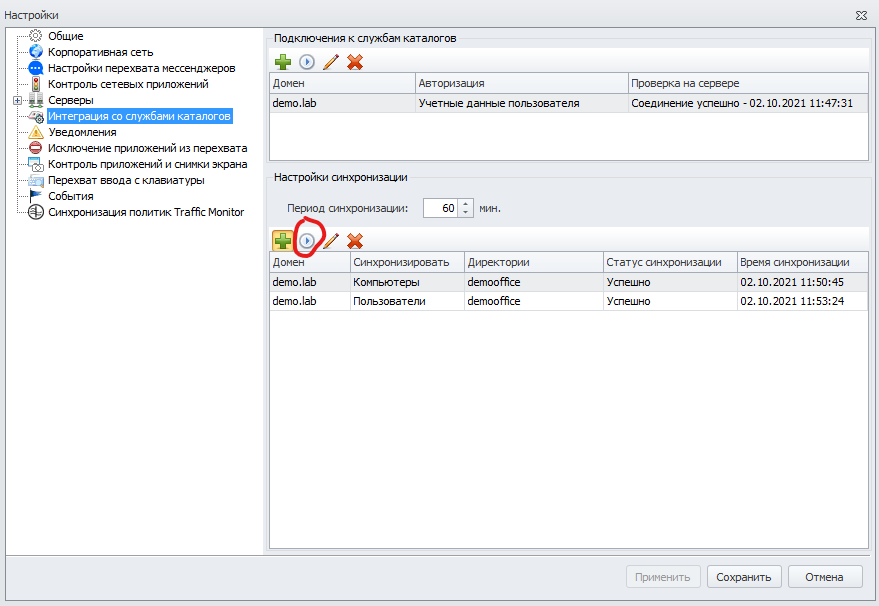 Настройки
Общие
Корпоративная сеть
Настройки перехвата мессенджеров
Контроль сетевых приложений
Серверы
Интеграция со службами каталогов
Уведомления
Исключение приложений из перехвата
Контроль приложений и снимки экрана
Перехват ввода с клавиатуры
События
Синхронизация политик Traffic Monitor
Подключения к службам каталогов
Домен Авторизация Проверка на сервере
demo.lab Учетные данные пользователя Соединение успешно - 02.10.2021 11:47:31
Настройки синхронизации
Период синхронизации: 60 мин.
Домен Синхронизировать Директории Статус синхронизации Время синхронизации
demo.lab Компьютеры demooffice Успешно 02.10.2021 11:50:45
demo.lab Пользователи demooffice Успешно 02.10.2021 11:53:24
Применить Сохранить Отмена